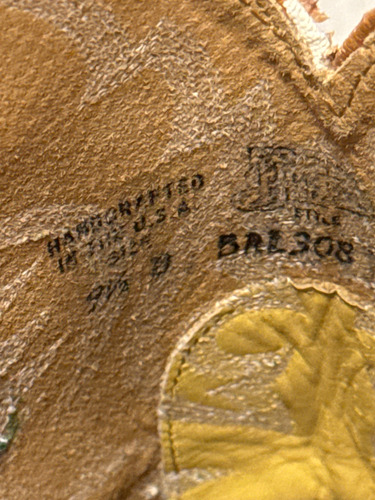 HANDCRAFTED
IN THE U.S.A.
SIZE
9½ D
STYLE
BRL308